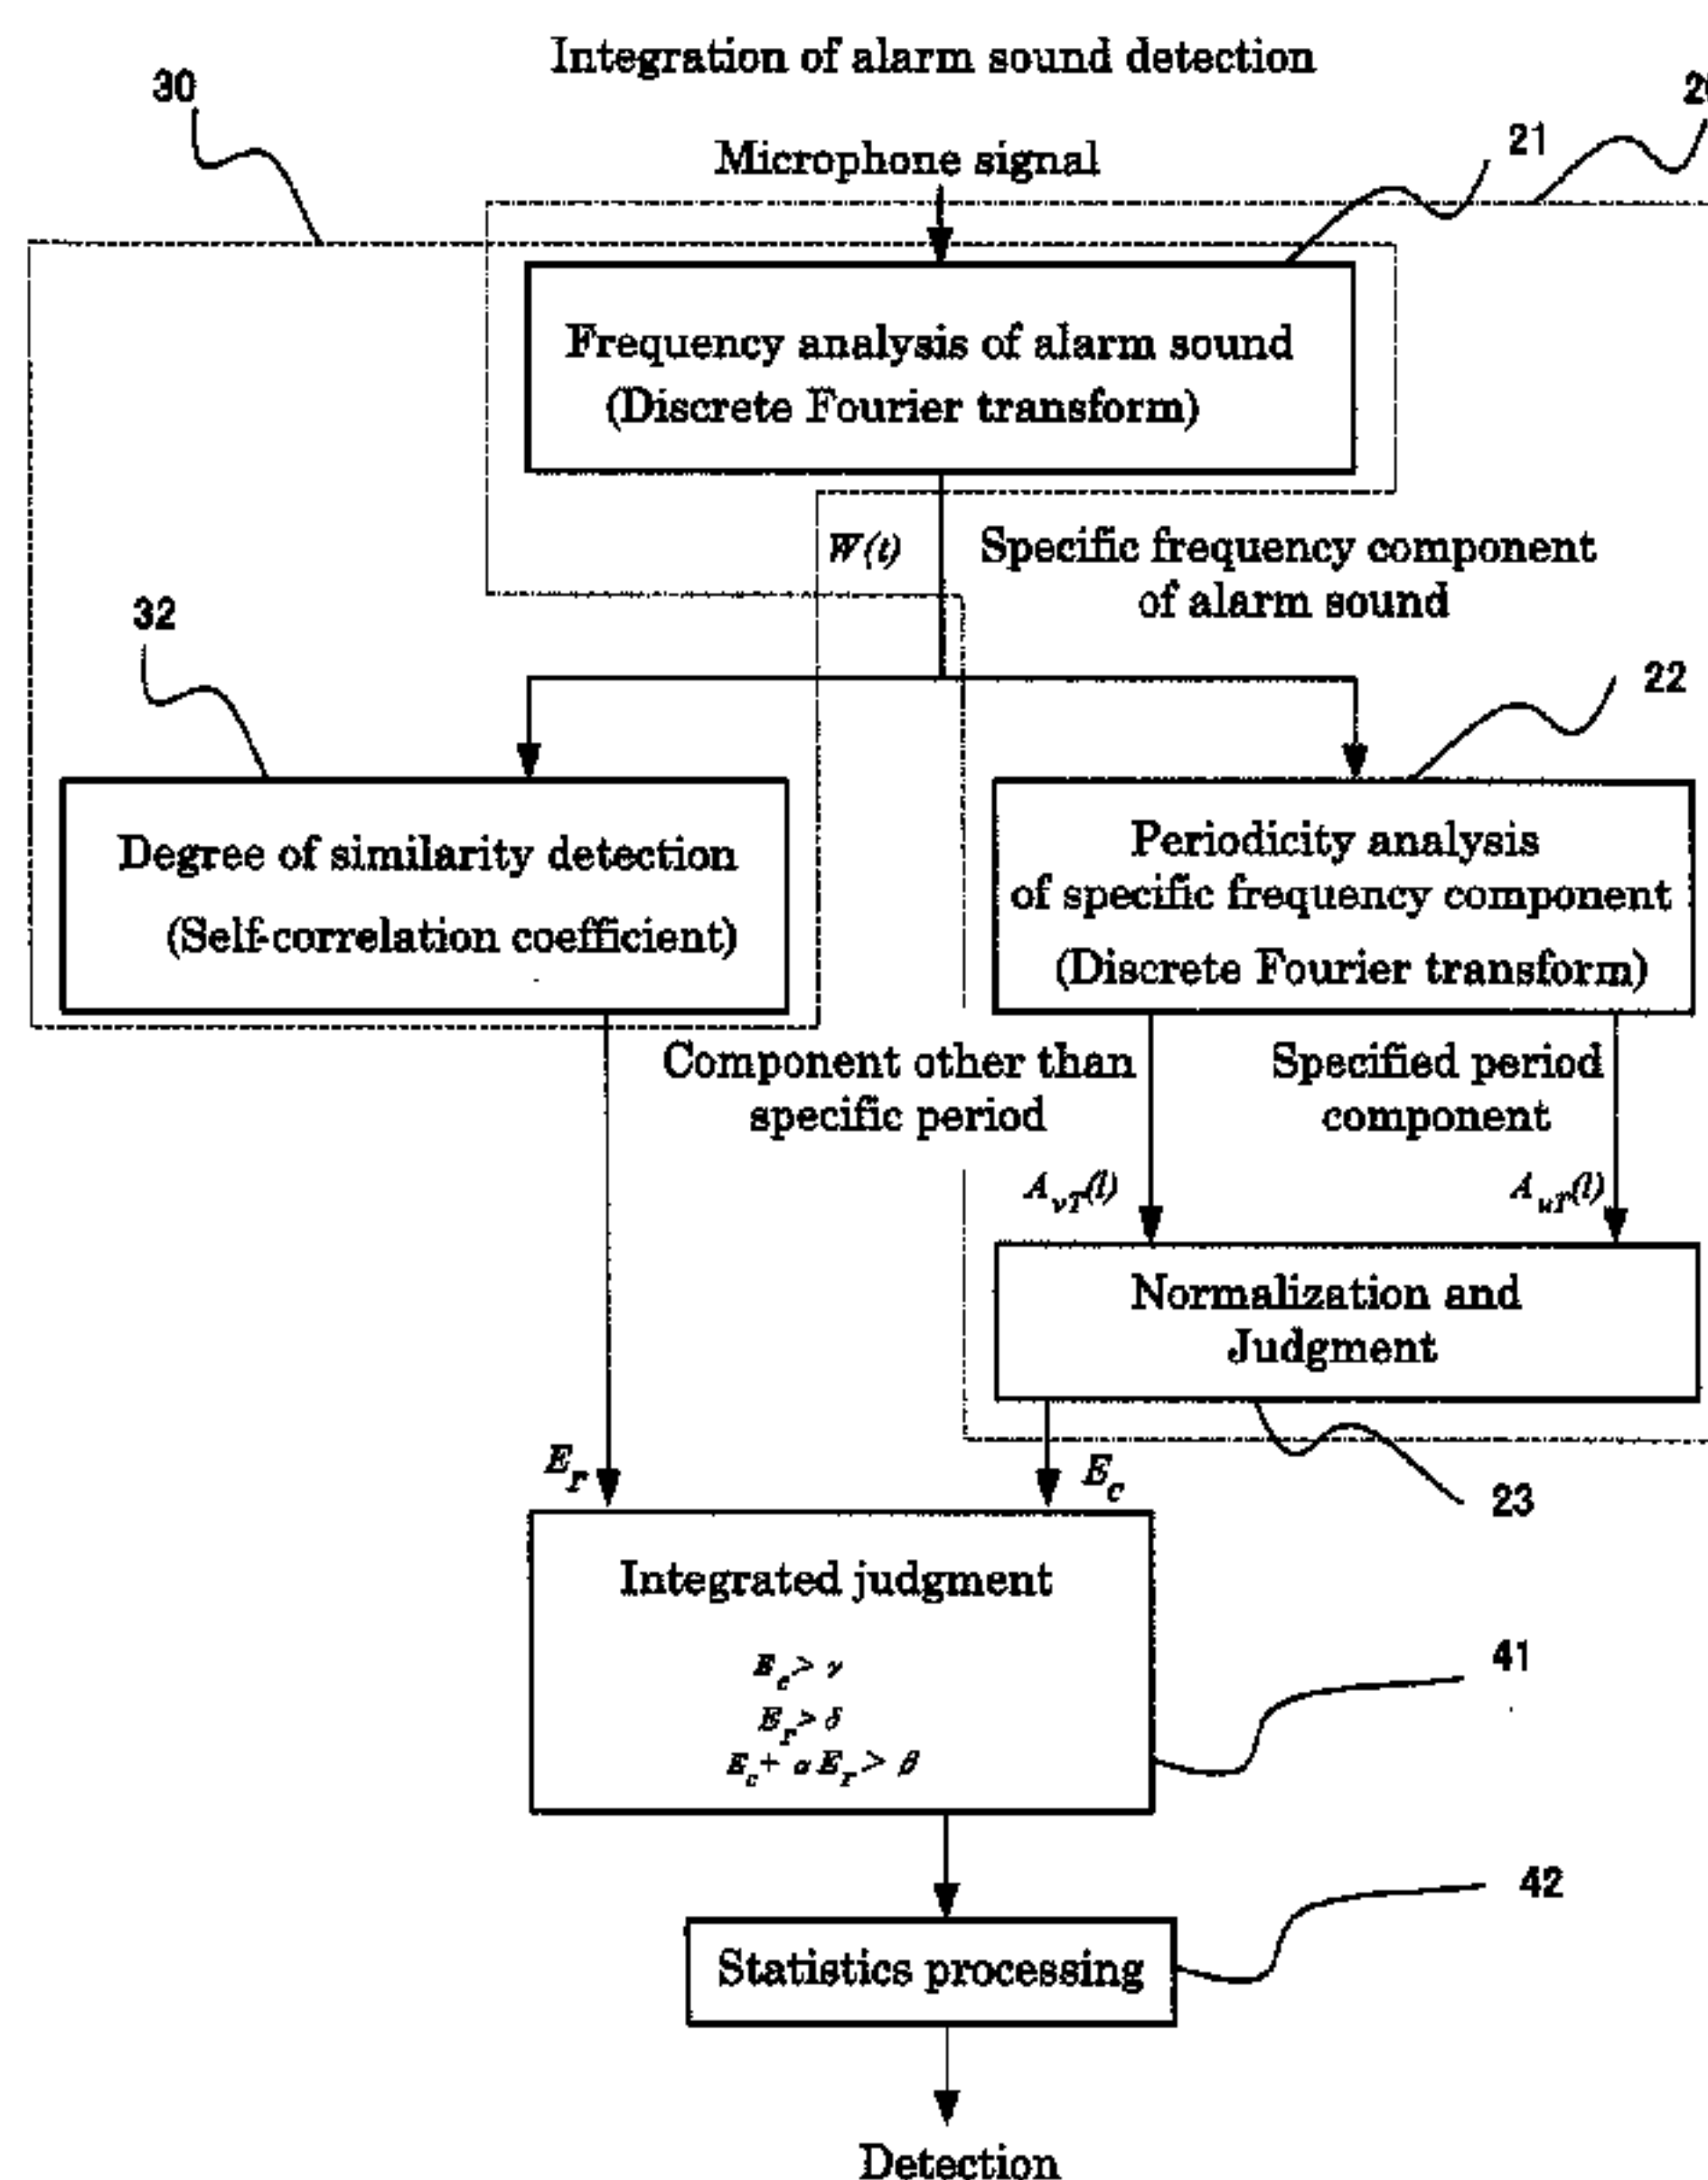 Integration of alarm sound detection
30
Microphone signal
21
Frequency analysis of alarm sound
(Discrete Fourier transform)
W(t)
Specific frequency component
of alarm sound
32
22
Degree of similarity detection
(Self-correlation coefficient)
Periodicity analysis
of specific frequency component
(Discrete Fourier transform)
Component other than
specific period
Specified period
component
A_vT(l)
A_uT(l)
Normalization and
Judgment
E_r
E_c
23
Integrated judgment
E_c > γ
E_r > δ
E_c + α E_r > β
41
42
Statistics processing
Detection